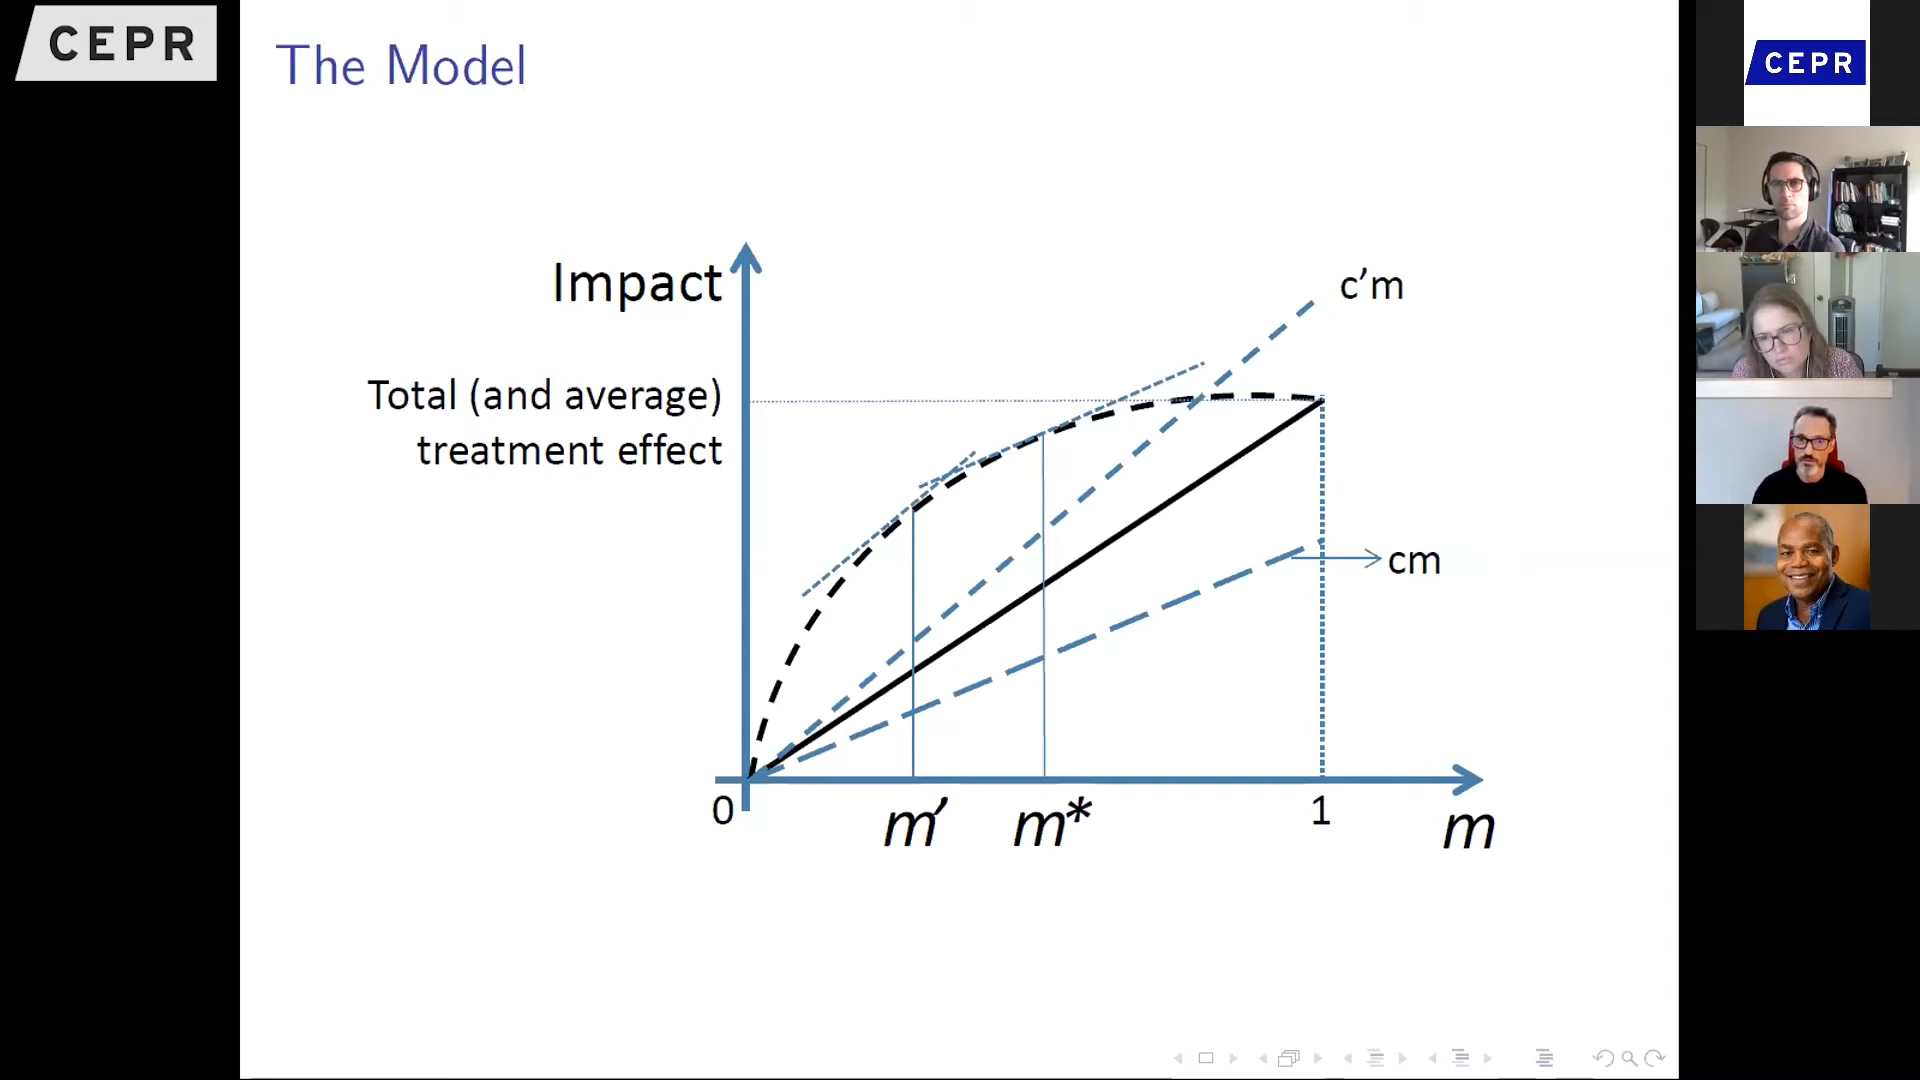 CEPR
The Model
CEPR
Impact
c’m
Total (and average)
treatment effect
cm
0
m’
m*
1
m